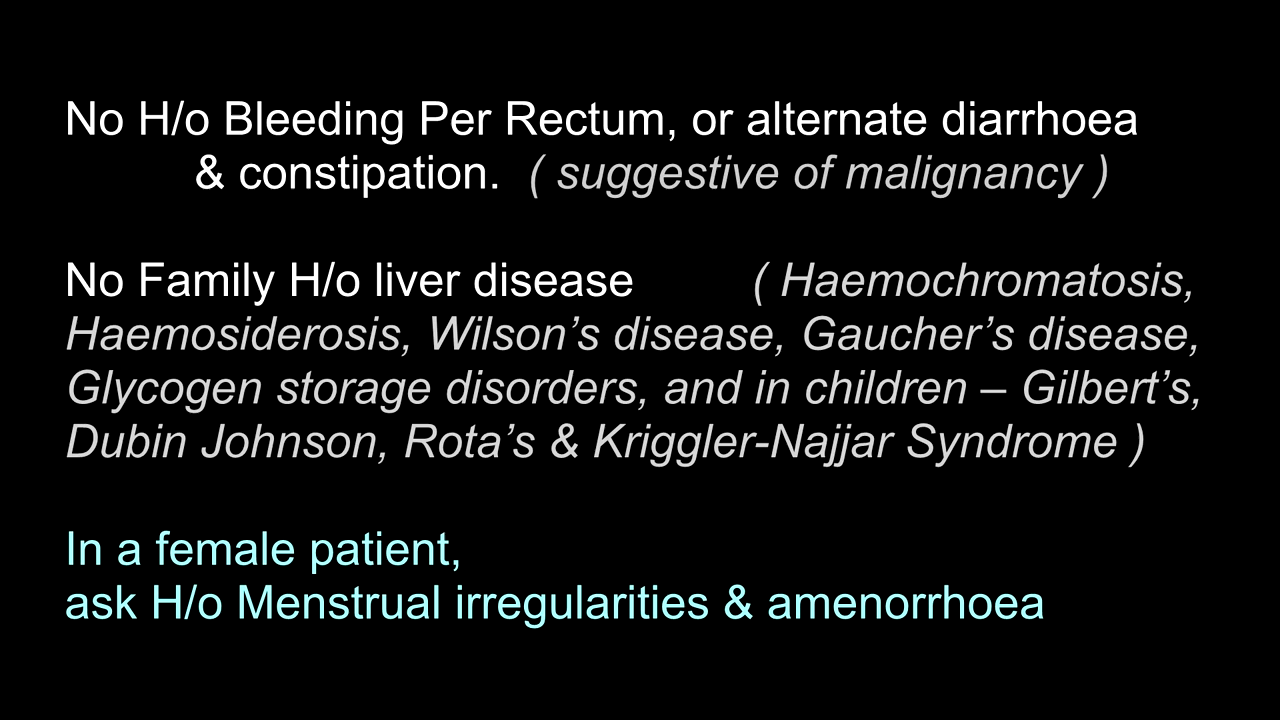 No H/o Bleeding Per Rectum, or alternate diarrhoea
& constipation. ( suggestive of malignancy )
No Family H/o liver disease ( Haemochromatosis,
Haemosiderosis, Wilson’s disease, Gaucher’s disease,
Glycogen storage disorders, and in children – Gilbert’s,
Dubin Johnson, Rota’s & Kriggler-Najjar Syndrome )
In a female patient,
ask H/o Menstrual irregularities & amenorrhoea